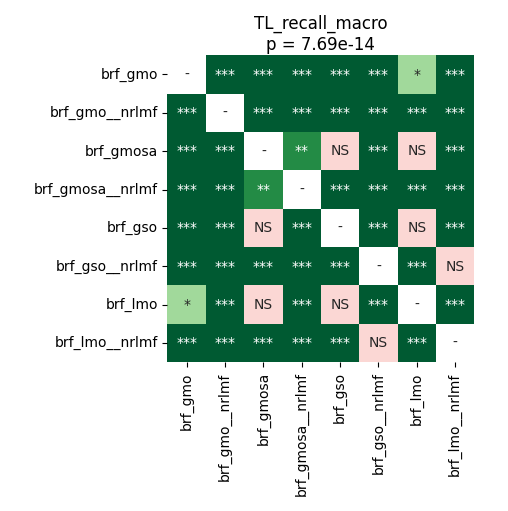 TL_recall_macro
p = 7.69e-14
brf_gmo - *** *** *** *** *** * ***
brf_gmo__nrlmf *** - *** *** *** *** *** ***
brf_gmosa *** *** - ** NS *** NS ***
brf_gmosa__nrlmf *** *** ** - *** *** *** ***
brf_gso *** *** NS *** - *** NS ***
brf_gso__nrlmf *** *** *** *** *** - *** NS
brf_lmo * *** NS *** NS *** - ***
brf_lmo__nrlmf *** *** *** *** *** NS *** -
brf_gmo
brf_gmo__nrlmf
brf_gmosa
brf_gmosa__nrlmf
brf_gso
brf_gso__nrlmf
brf_lmo
brf_lmo__nrlmf